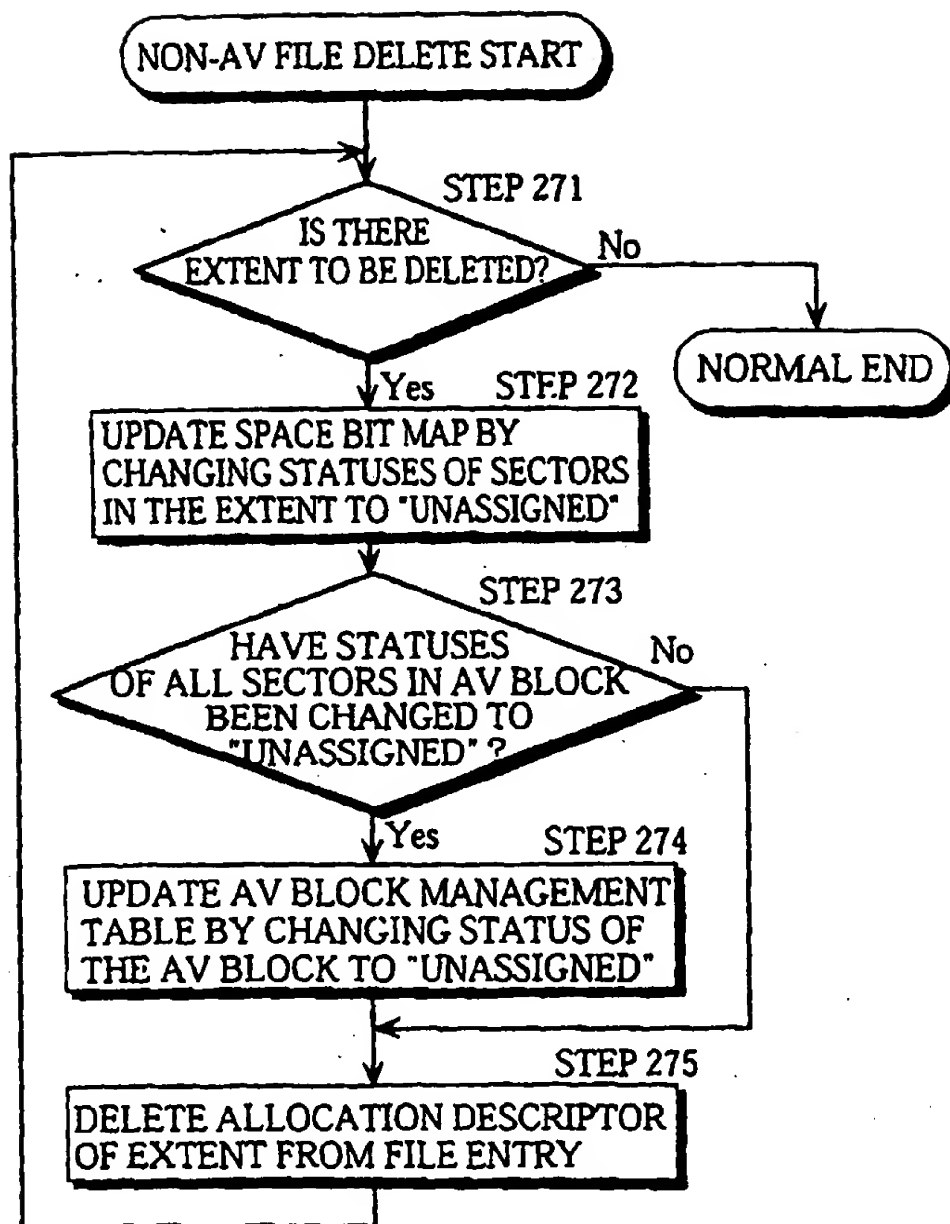 NON-AV FILE DELETE START
STEP 271
IS THERE
EXTENT TO BE DELETED?
No
NORMAL END
Yes
STEP 272
UPDATE SPACE BIT MAP BY
CHANGING STATUSES OF SECTORS
IN THE EXTENT TO "UNASSIGNED"
STEP 273
HAVE STATUSES
OF ALL SECTORS IN AV BLOCK
BEEN CHANGED TO
"UNASSIGNED" ?
No
Yes
STEP 274
UPDATE AV BLOCK MANAGEMENT
TABLE BY CHANGING STATUS OF
THE AV BLOCK TO "UNASSIGNED"
STEP 275
DELETE ALLOCATION DESCRIPTOR
OF EXTENT FROM FILE ENTRY